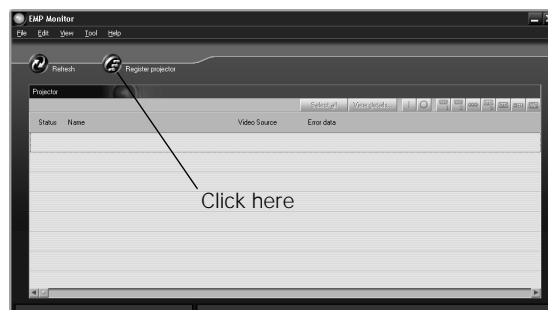 EMP Monitor
File Edit View Tool Help
Refresh Register projector
Projector
Select all View details...
Status Name Video Source Error data
Click here